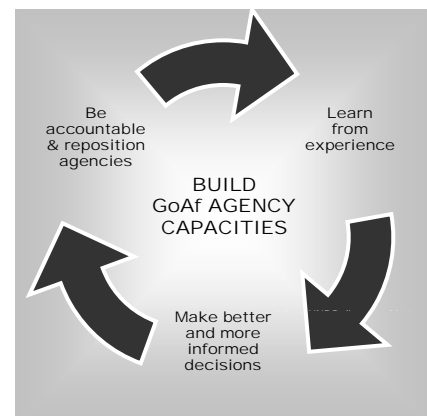 Be
accountable
& reposition
agencies
Learn
from
experience
BUILD
GoAf AGENCY
CAPACITIES
Make better
and more
informed
decisions